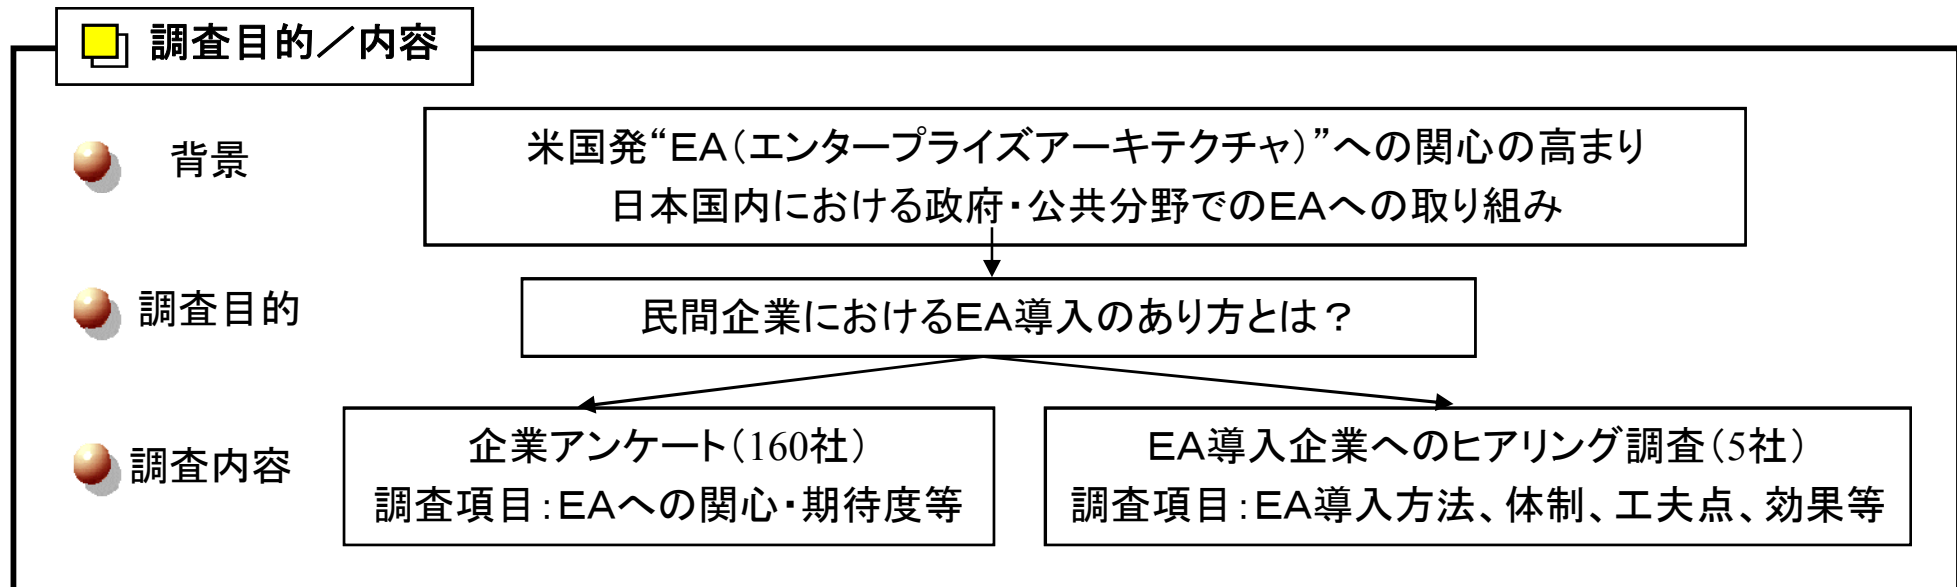 調査目的／内容
背景
米国発“ＥＡ（エンタープライズアーキテクチャ）”への関心の高まり
日本国内における政府・公共分野でのＥＡへの取り組み
調査目的
民間企業におけるＥＡ導入のあり方とは？
調査内容
企業アンケート（160社）
調査項目：ＥＡへの関心・期待度等
ＥＡ導入企業へのヒアリング調査（5社）
調査項目：ＥＡ導入方法、体制、工夫点、効果等